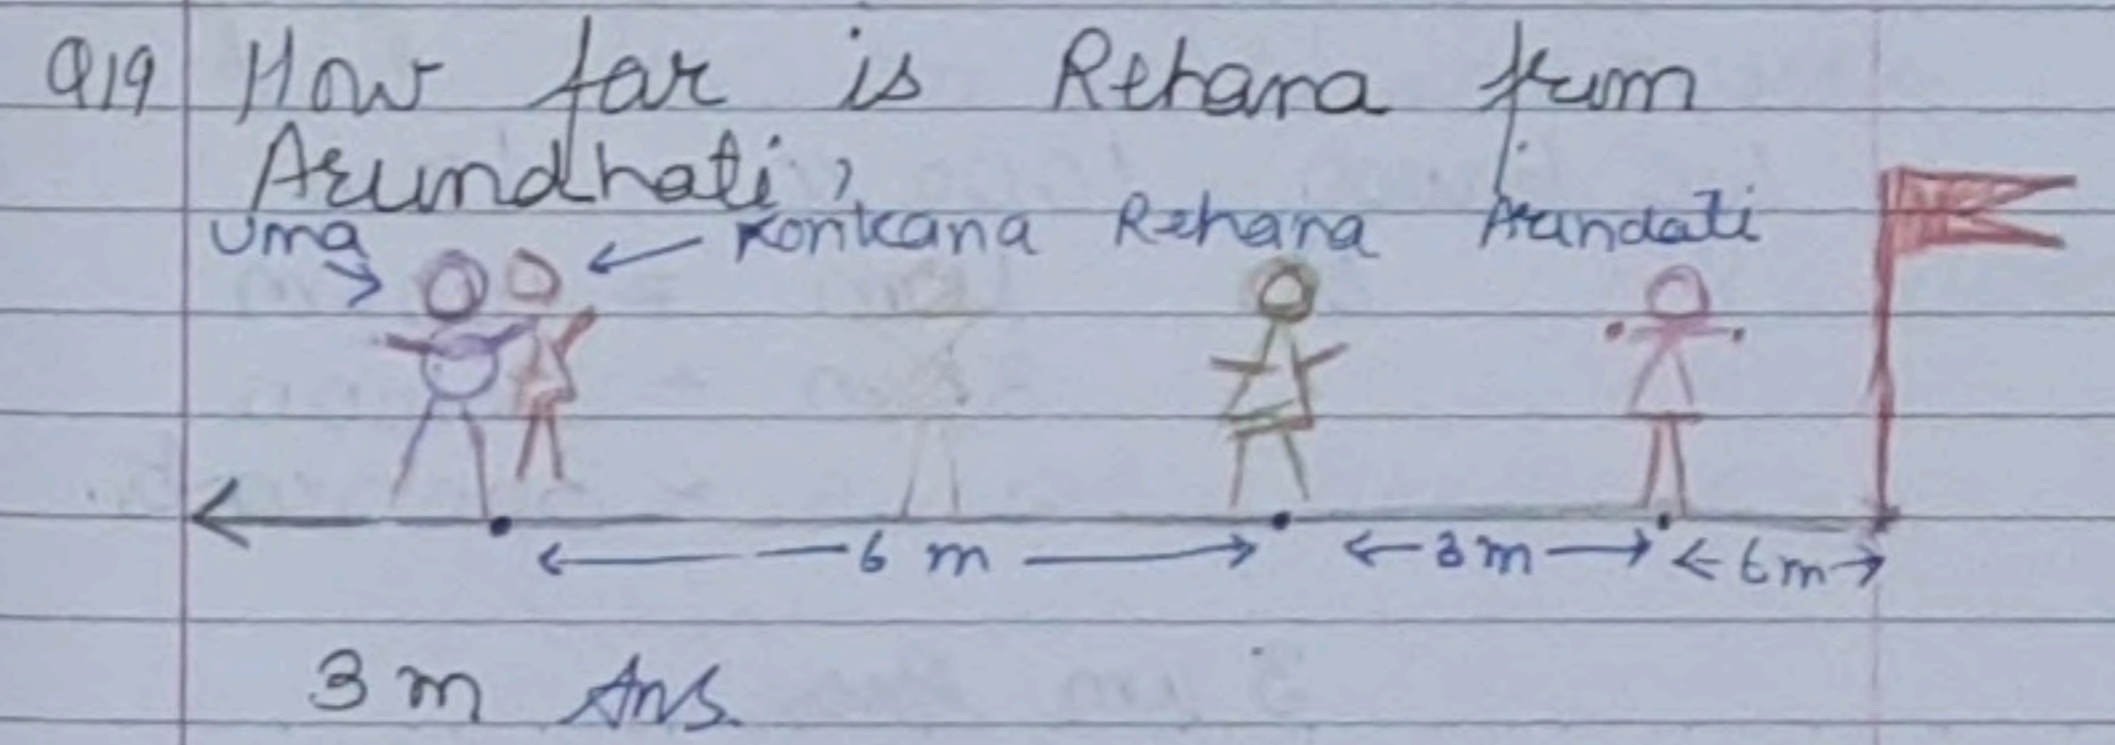 Q19 How far is Rehana from
Arundhati?
Uma Konkana Rehana Arundati
6 m 3m 6m
3 m Ans.